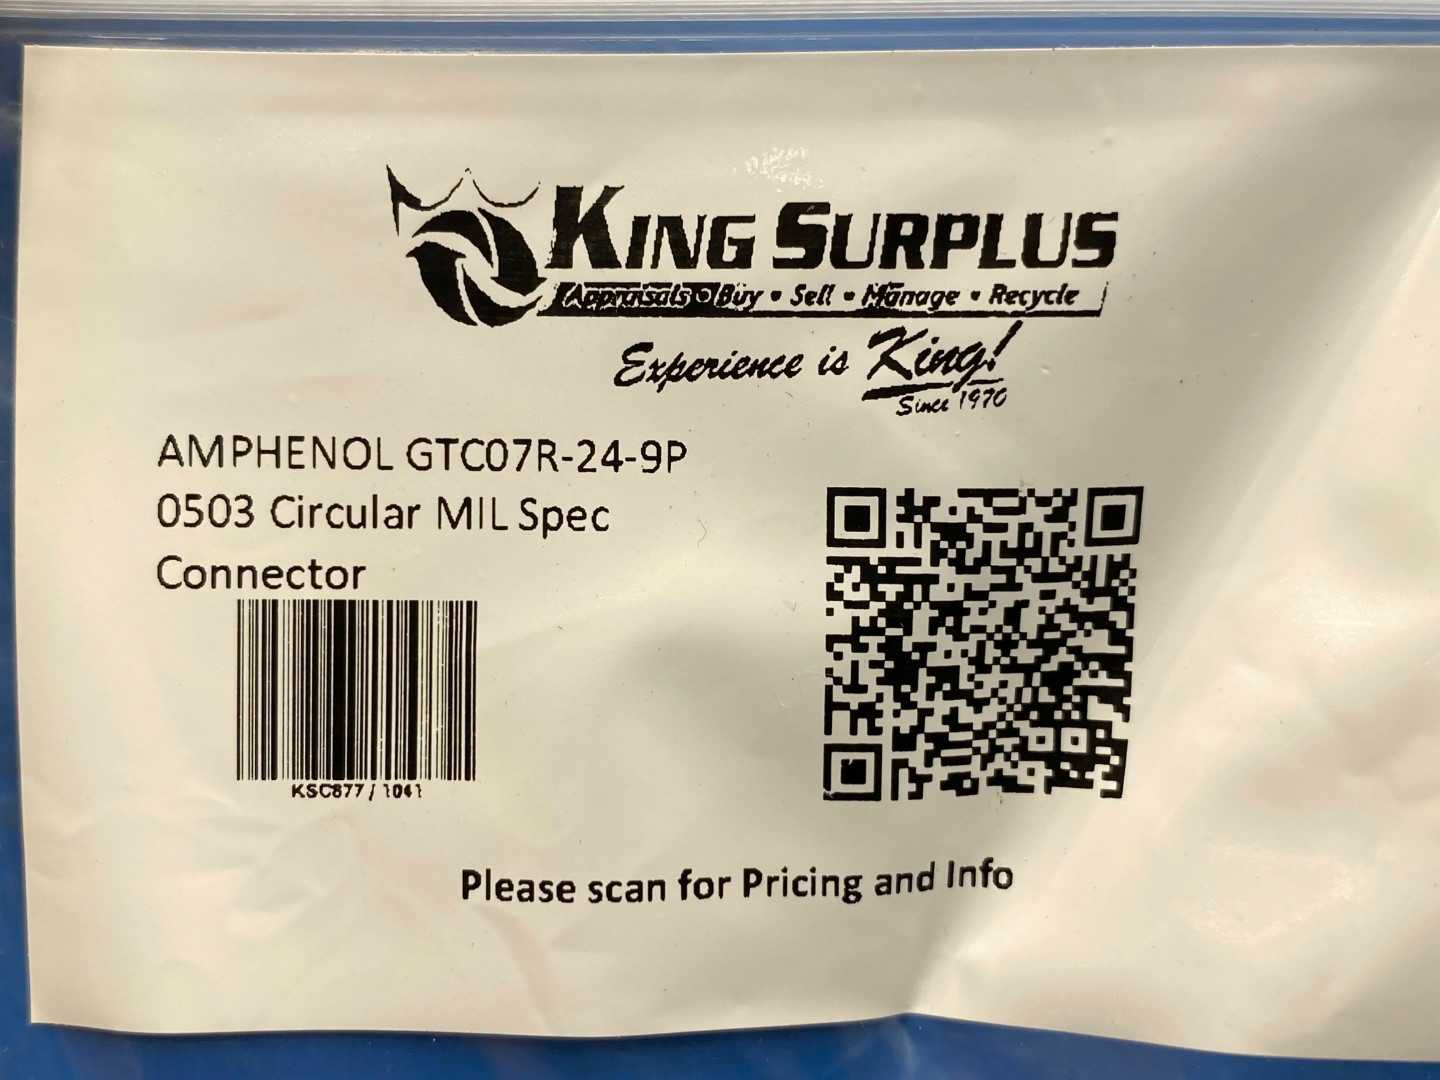 KING SURPLUS
Appraisals • Buy • Sell • Manage • Recycle
Experience is King!
Since 1970
AMPHENOL GTC07R-24-9P
0503 Circular MIL Spec
Connector
KSC877 / 1041
Please scan for Pricing and Info